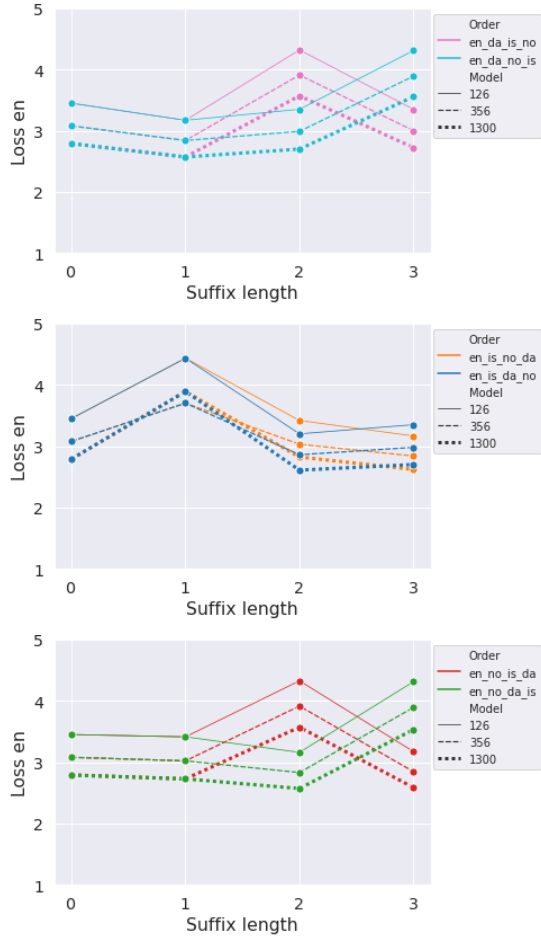 5
4
3
2
1
Loss en
0 1 2 3
Suffix length
Order
en_da_is_no
en_da_no_is
Model
126
356
1300
5
4
3
2
1
Loss en
0 1 2 3
Suffix length
Order
en_is_no_da
en_is_da_no
Model
126
356
1300
5
4
3
2
1
Loss en
0 1 2 3
Suffix length
Order
en_no_is_da
en_no_da_is
Model
126
356
1300